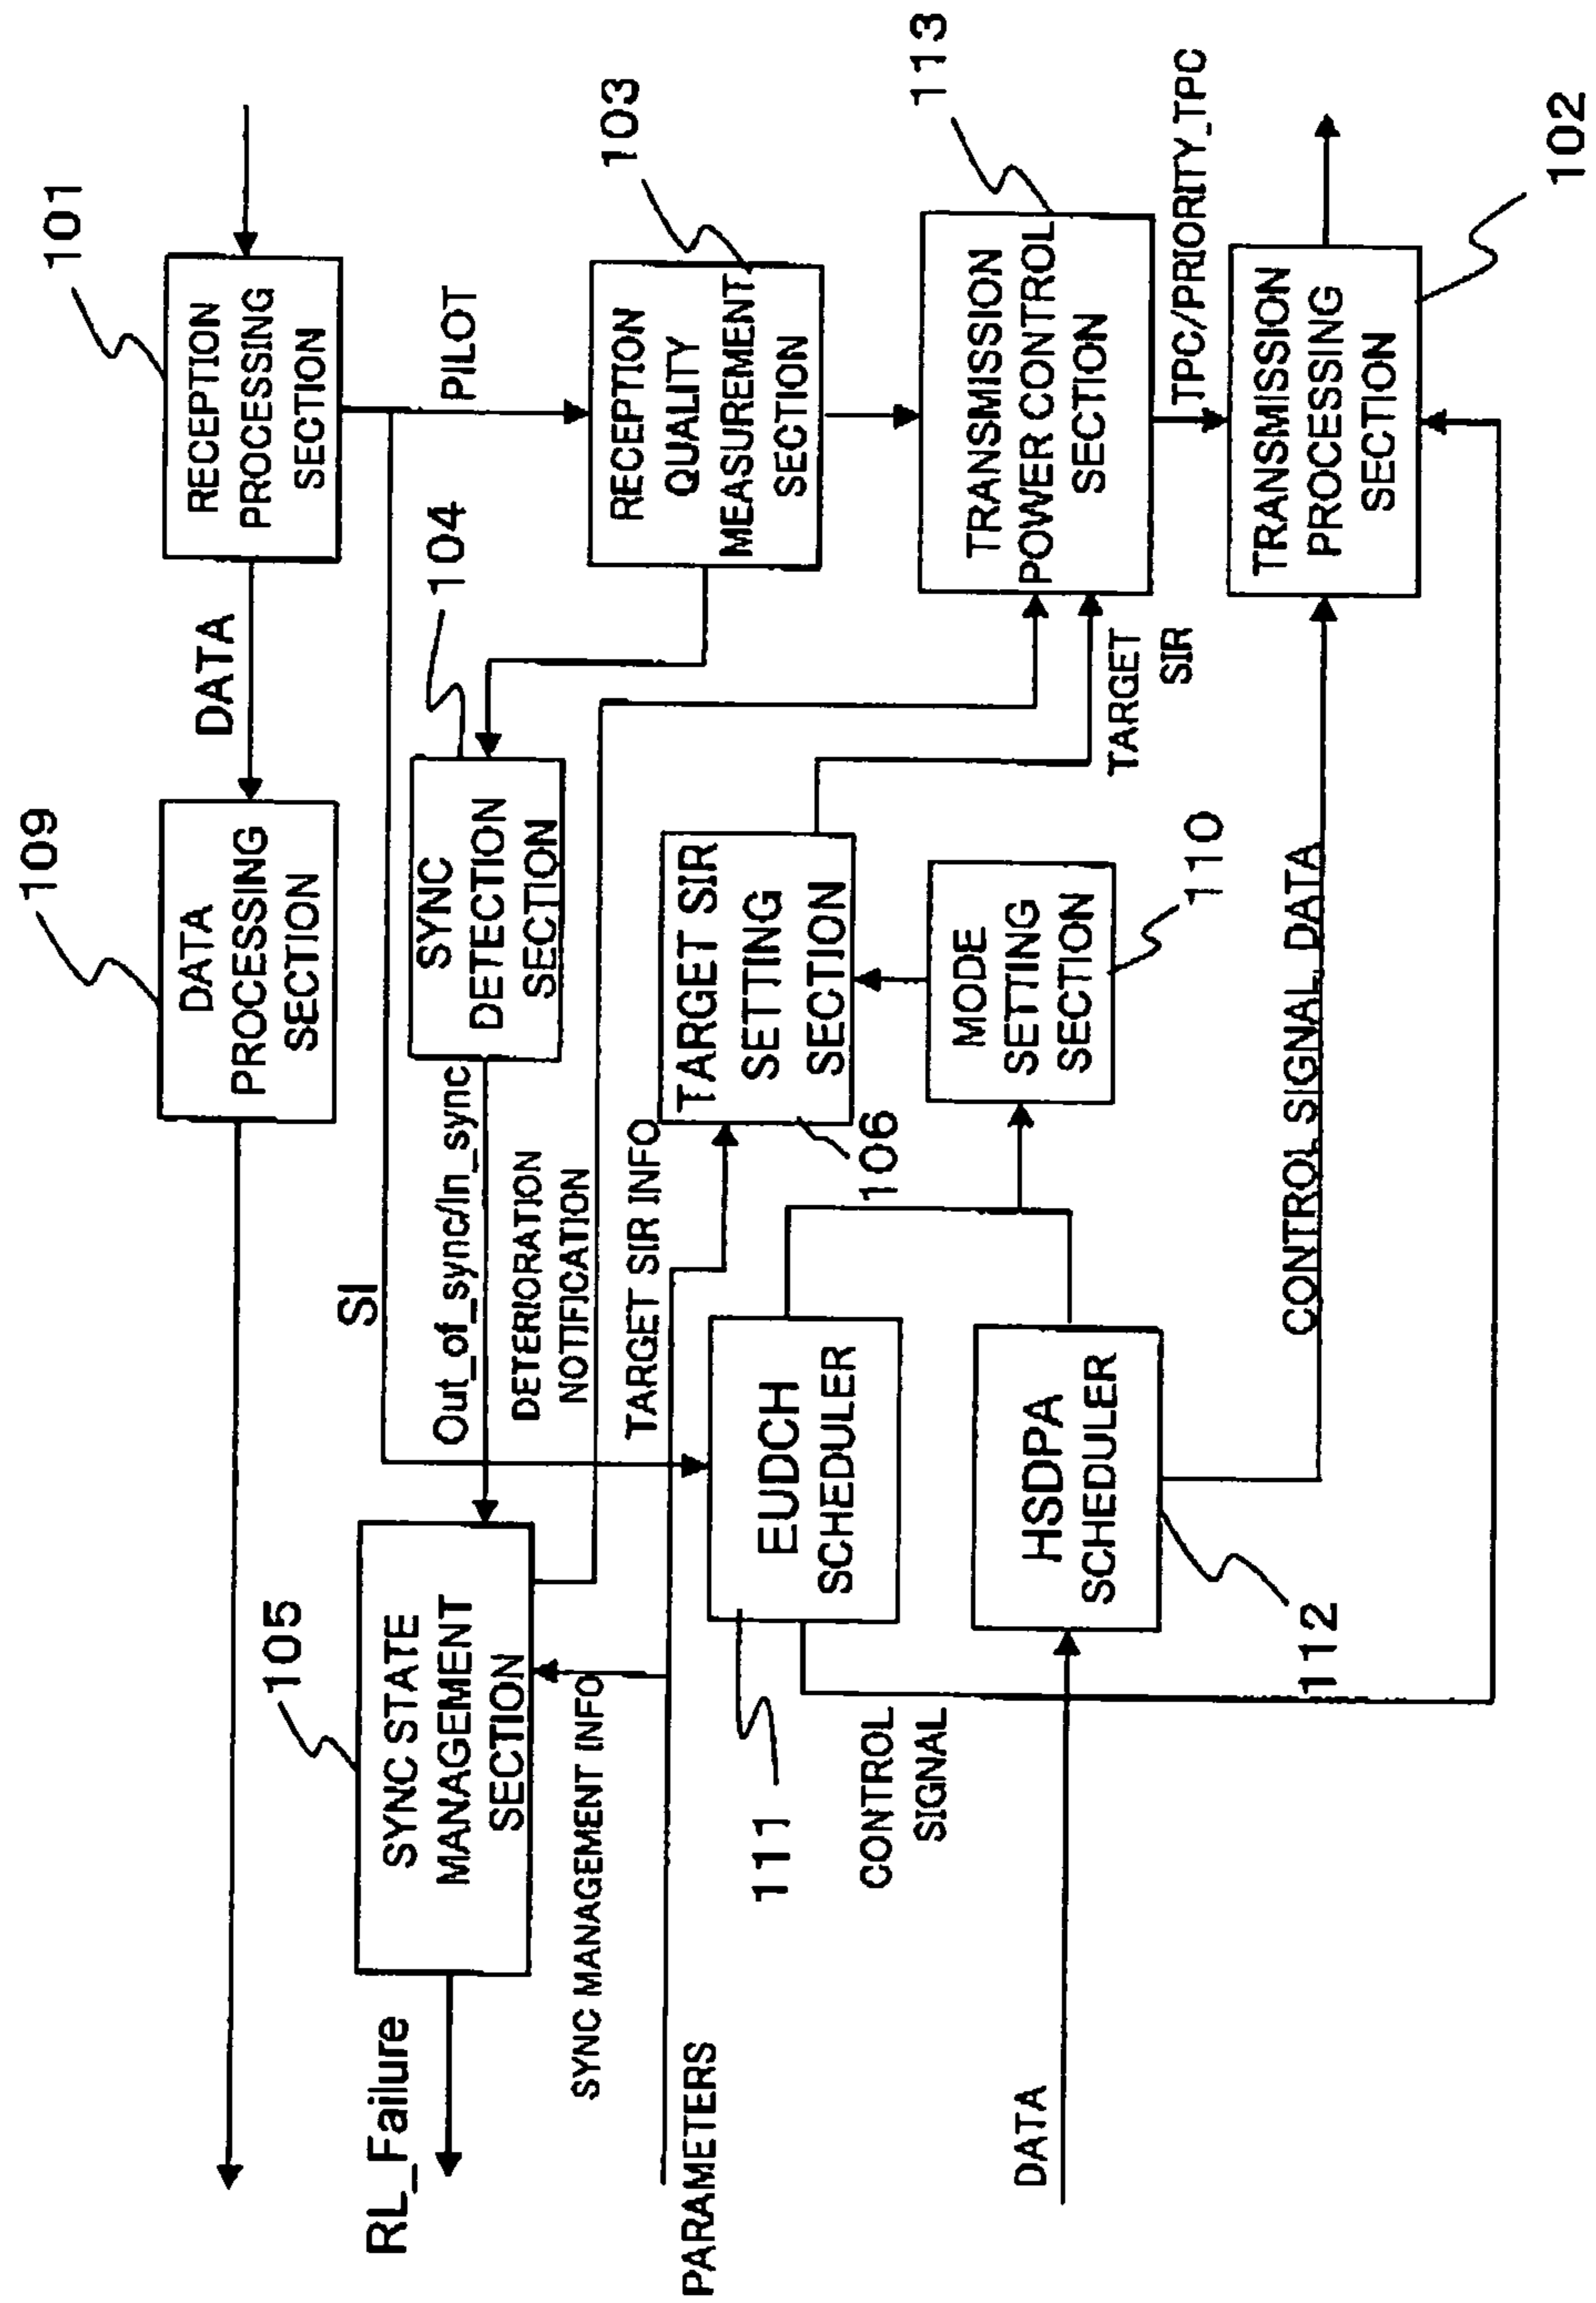 101
RECEPTION
PROCESSING
SECTION
DATA
109
DATA
PROCESSING
SECTION
PILOT
SI
103
RECEPTION
QUALITY
MEASUREMENT
SECTION
104
SYNC
DETECTION
SECTION
Out_of_sync/In_sync
105
SYNC STATE
MANAGEMENT
SECTION
RL_Failure
DETERIORATION
NOTIFICATION
SYNC MANAGEMENT INFO
TARGET SIR INFO
PARAMETERS
TARGET SIR
SETTING
SECTION
106
TARGET
SIR
113
TRANSMISSION
POWER CONTROL
SECTION
TPC/PRIORITY_TPC
MODE
SETTING
SECTION
110
EUDCH
SCHEDULER
111
CONTROL
SIGNAL
HSDPA
SCHEDULER
112
DATA
CONTROL SIGNAL DATA
TRANSMISSION
PROCESSING
SECTION
102